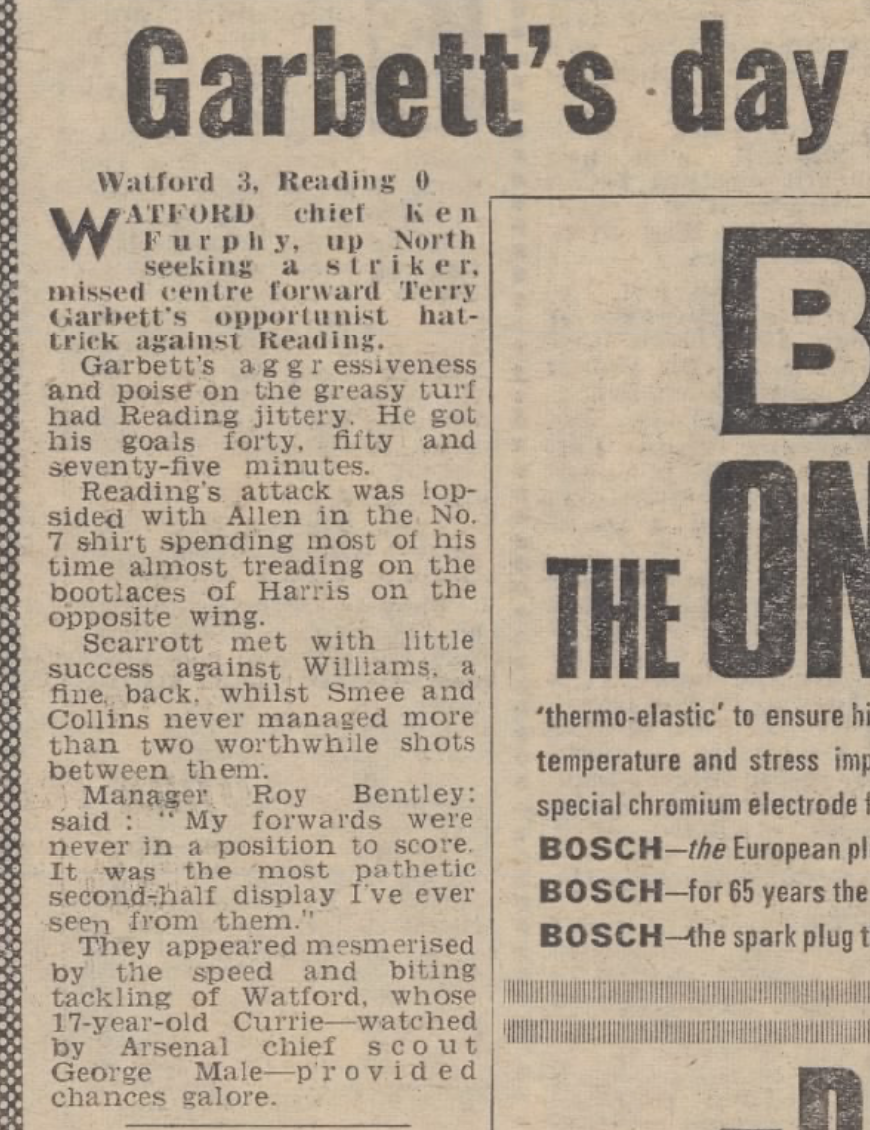 Garbett's day
Watford 3, Reading 0
WATFORD chief Ken
Furphy, up North
seeking a striker,
missed centre forward Terry
Garbett's opportunist hat-
trick against Reading.
Garbett's aggressiveness
and poise on the greasy turf
had Reading jittery. He got
his goals forty, fifty and
seventy-five minutes.
Reading's attack was lop-
sided with Allen in the No.
7 shirt spending most of his
time almost treading on the
bootlaces of Harris on the
opposite wing.
Scarrott met with little
success against Williams, a
fine, back, whilst Smee and
Collins never managed more
than two worthwhile shots
between them.
Manager Roy Bentley:
said : "My forwards were
never in a position to score.
It was the most pathetic
second-half display I've ever
seen from them."
They appeared mesmerised
by the speed and biting
tackling of Watford, whose
17-year-old Currie—watched
by Arsenal chief scout
George Male—provided
chances galore.
B
THE ON
'thermo-elastic' to ensure hi
temperature and stress imp
special chromium electrode f
BOSCH—the European pl
BOSCH—for 65 years the
BOSCH—the spark plug t